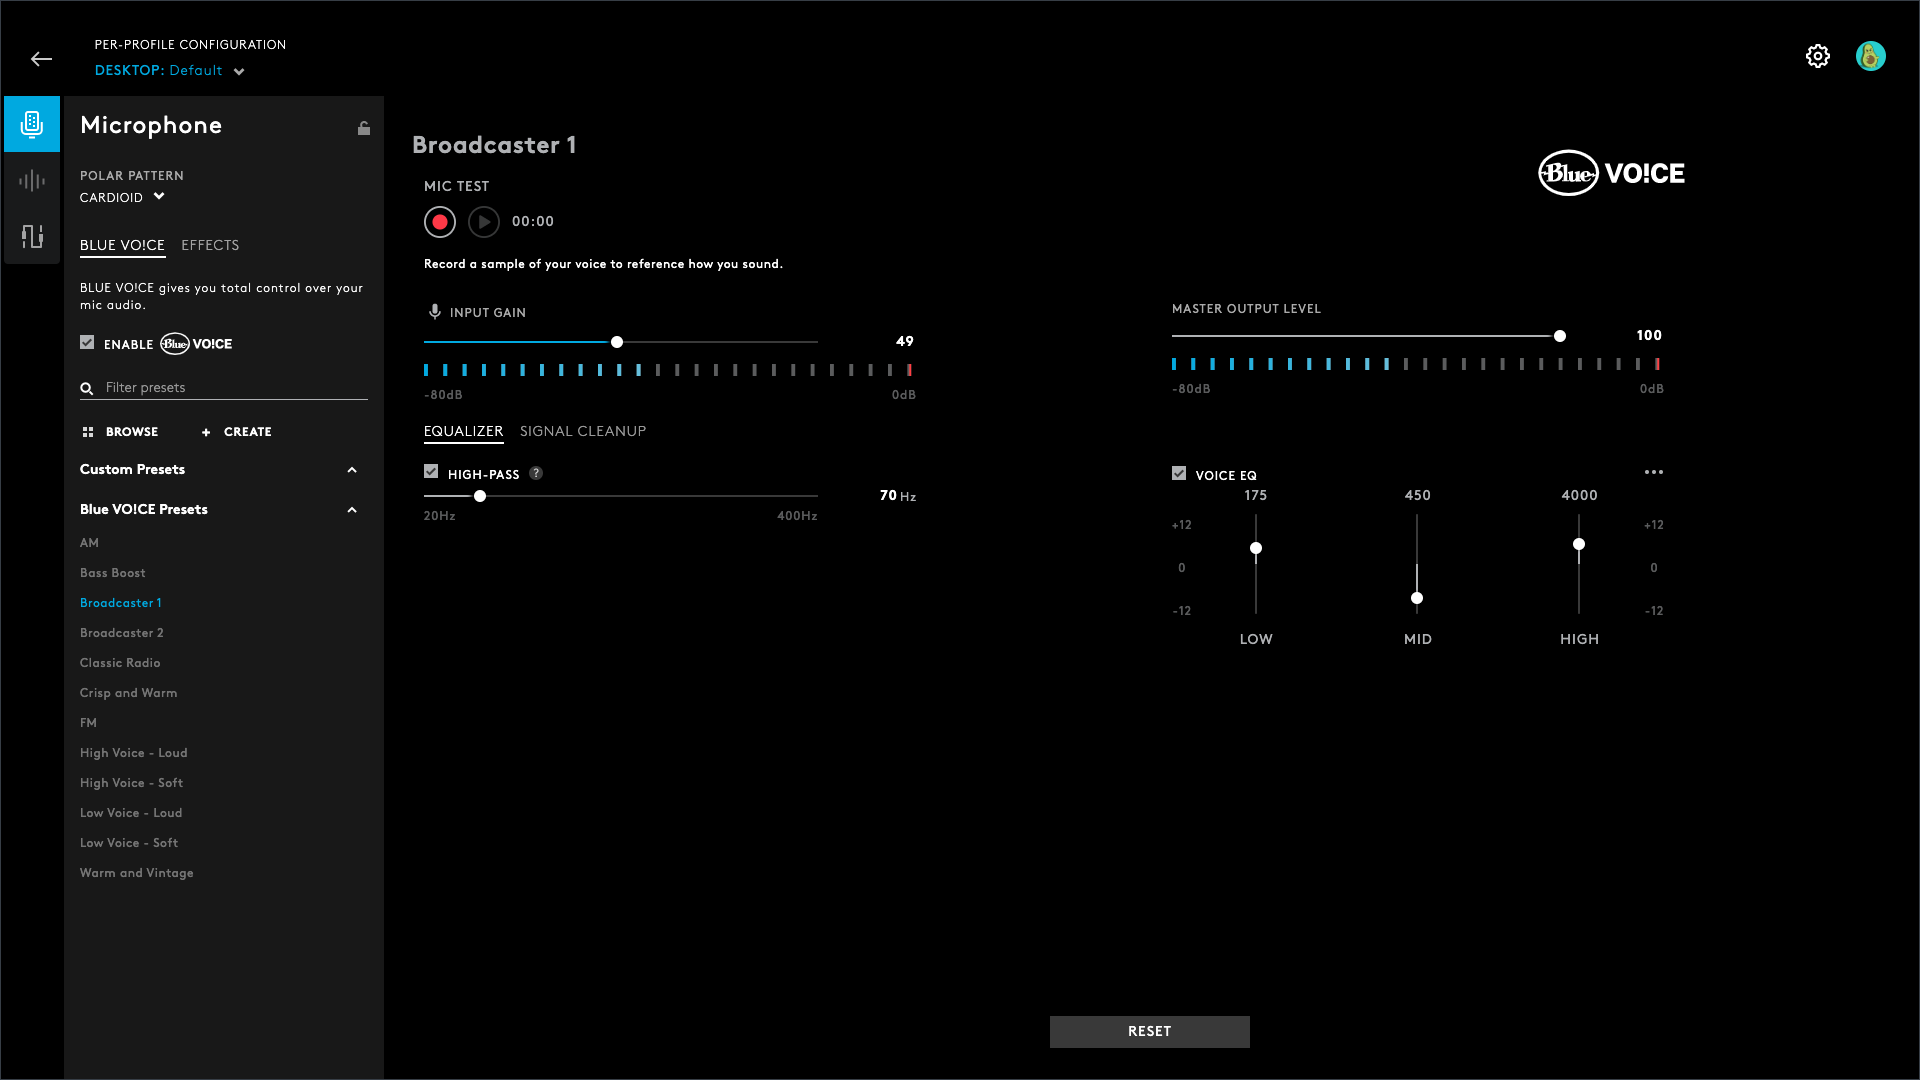 PER-PROFILE CONFIGURATION
DESKTOP: Default
Microphone
POLAR PATTERN
CARDIOID
BLUE VO!CE EFFECTS
BLUE VO!CE gives you total control over your
mic audio.
ENABLE Blue VO!CE
Filter presets
BROWSE + CREATE
Custom Presets
Blue VO!CE Presets
AM
Bass Boost
Broadcaster 1
Broadcaster 2
Classic Radio
Crisp and Warm
FM
High Voice - Loud
High Voice - Soft
Low Voice - Loud
Low Voice - Soft
Warm and Vintage
Broadcaster 1
Blue VO!CE
MIC TEST
00:00
Record a sample of your voice to reference how you sound.
INPUT GAIN
49
-80dB 0dB
MASTER OUTPUT LEVEL
100
-80dB 0dB
EQUALIZER SIGNAL CLEANUP
HIGH-PASS ?
70 Hz
20Hz 400Hz
VOICE EQ
175 450 4000
+12 +12
0 0
-12 -12
LOW MID HIGH
RESET